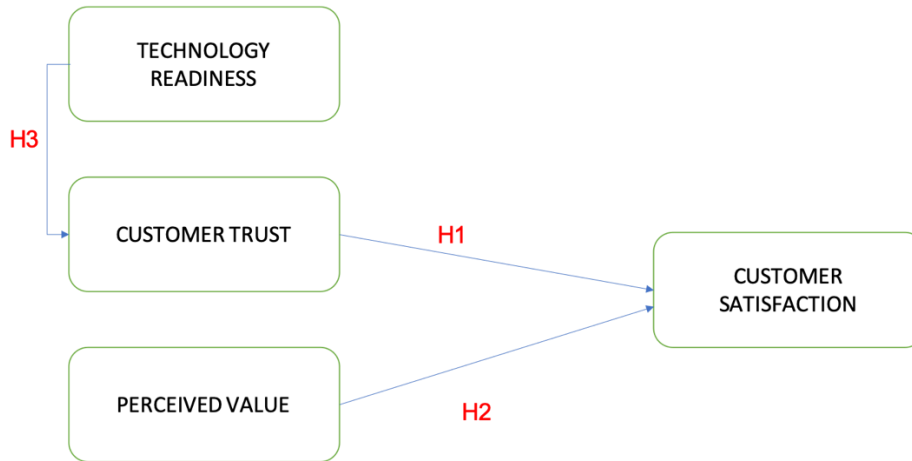 TECHNOLOGY
READINESS
H3
CUSTOMER TRUST
H1
CUSTOMER
SATISFACTION
PERCEIVED VALUE
H2